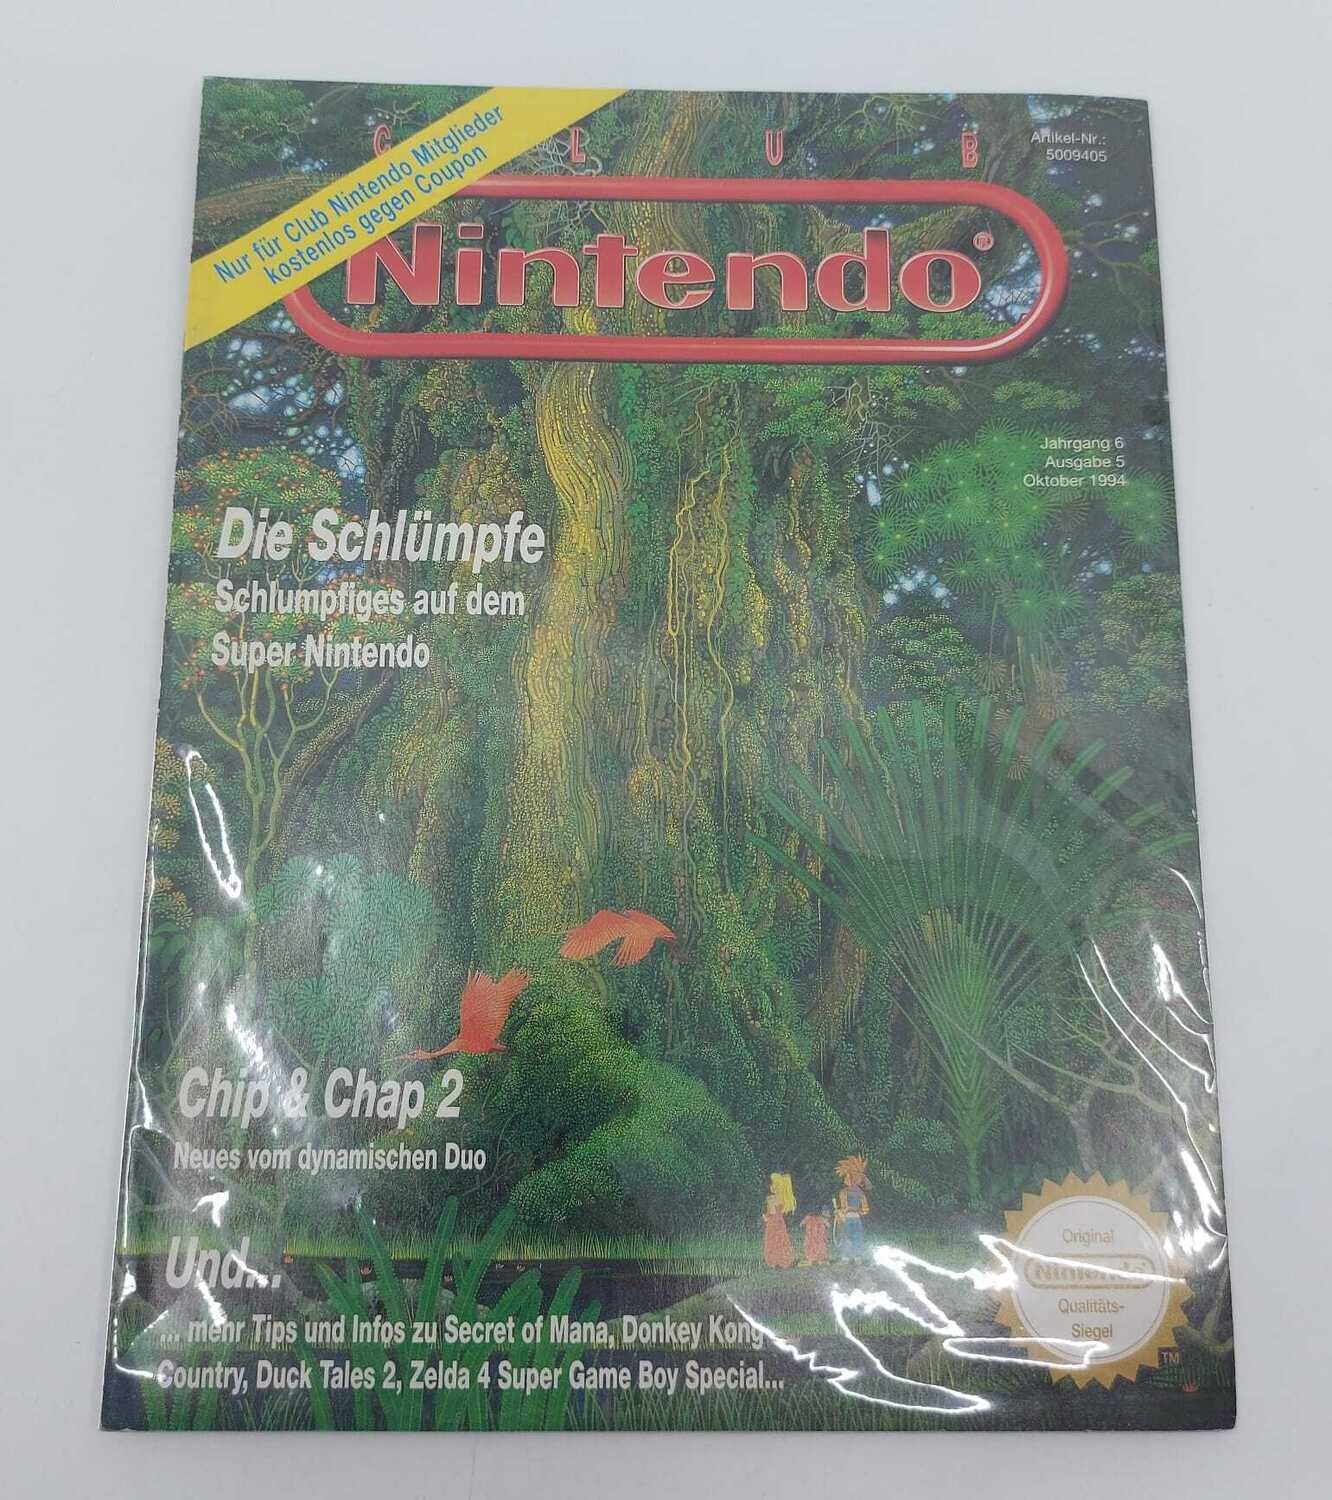 Nur für Club Nintendo Mitglieder
kostenlos gegen Coupon
CLUB
Nintendo®
Artikel-Nr.:
5009405
Jahrgang 6
Ausgabe 5
Oktober 1994
Die Schlümpfe
Schlumpfiges auf dem
Super Nintendo
Chip & Chap 2
Neues vom dynamischen Duo
Und...
... mehr Tips und Infos zu Secret of Mana, Donkey Kong
Country, Duck Tales 2, Zelda 4 Super Game Boy Special...
Original
Nintendo
Qualitäts-
Siegel
TM